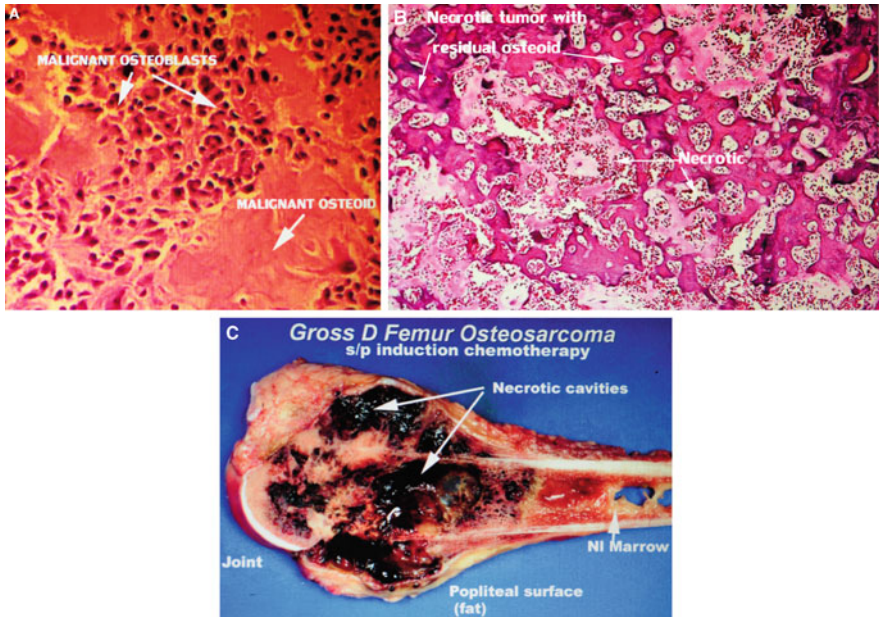 A
MALIGNANT OSTEOBLASTS
MALIGNANT OSTEOID
B
Necrotic tumor with
residual osteoid
Necrotic
C
Gross D Femur Osteosarcoma
s/p induction chemotherapy
Necrotic cavities
Nl Marrow
Joint
Popliteal surface
(fat)